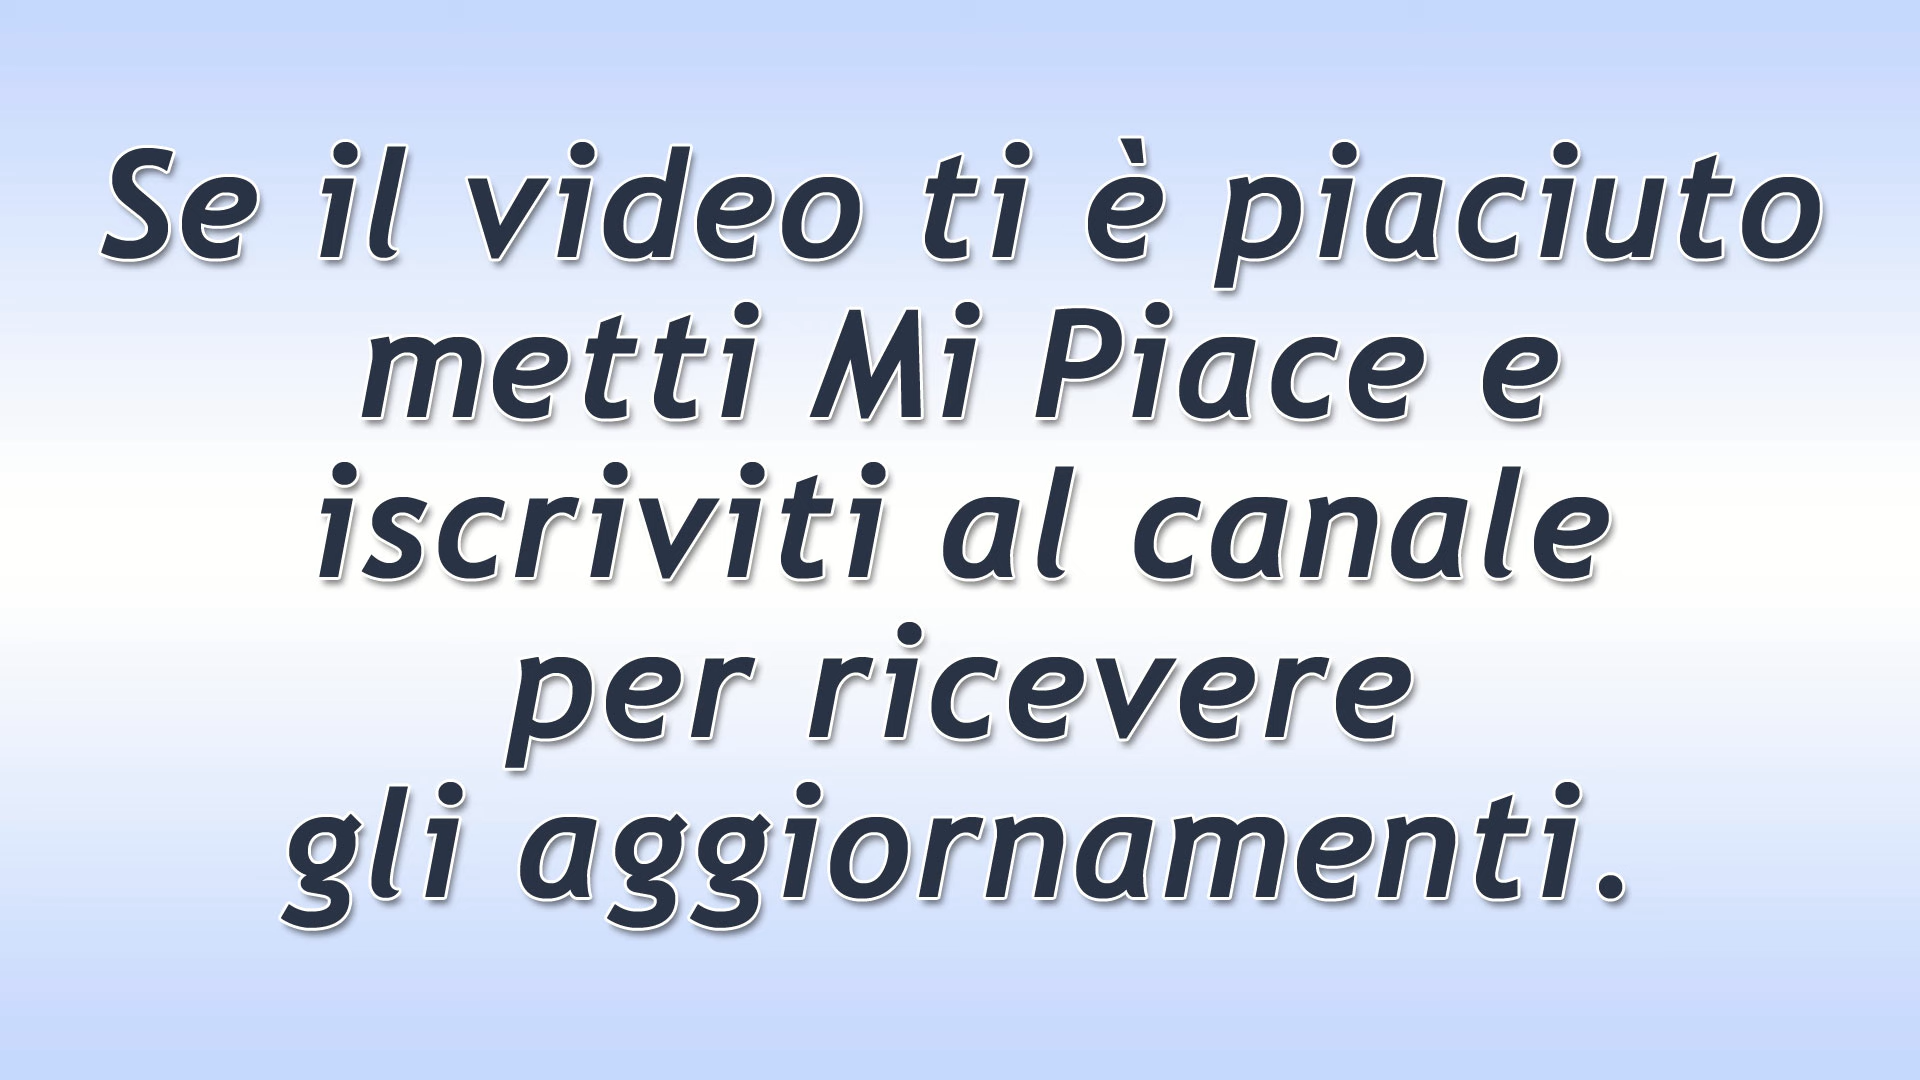 Se il video ti è piaciuto
metti Mi Piace e
iscriviti al canale
per ricevere
gli aggiornamenti.